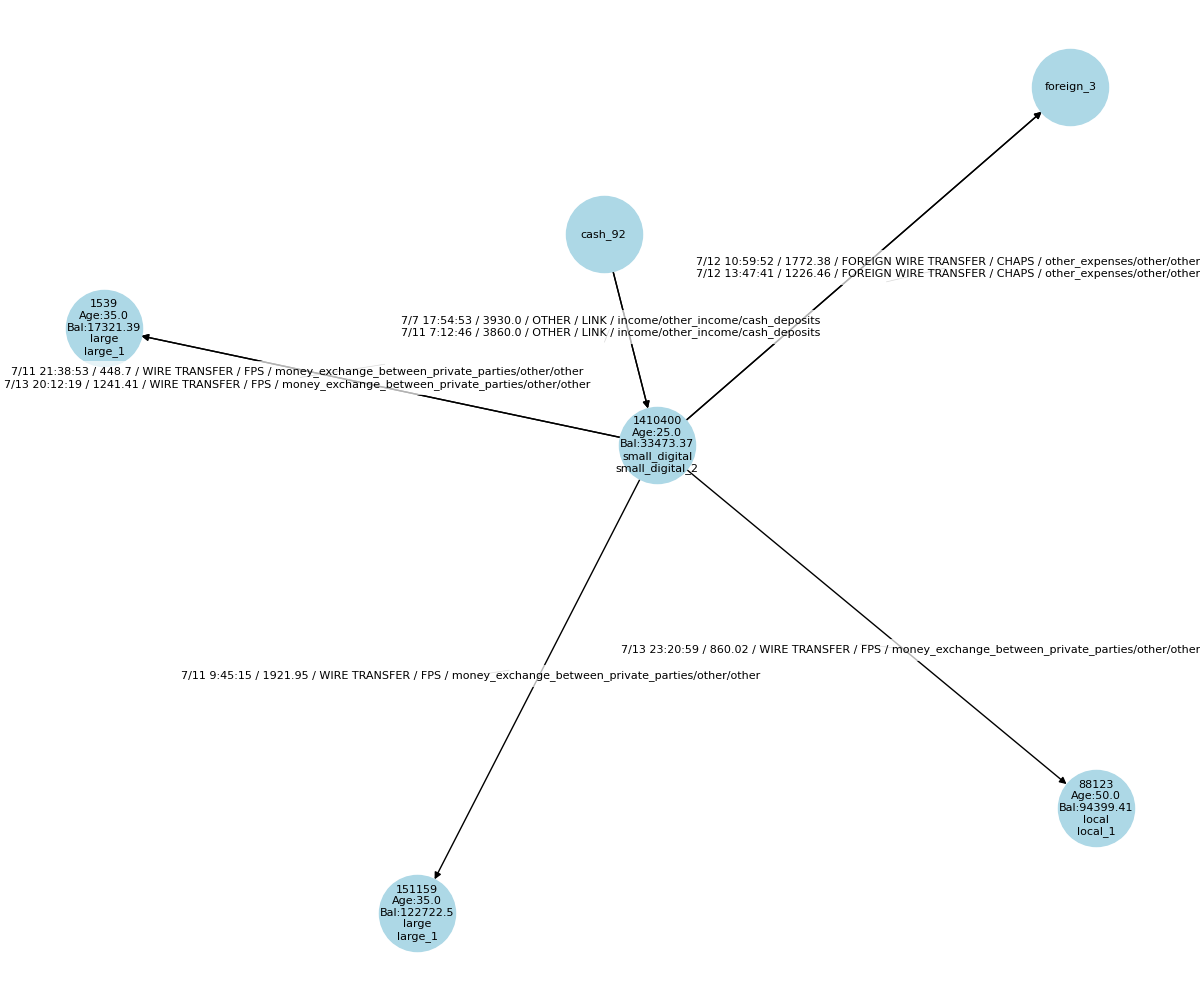 foreign_3
cash_92
7/12 10:59:52 / 1772.38 / FOREIGN WIRE TRANSFER / CHAPS / other_expenses/other/other
7/12 13:47:41 / 1226.46 / FOREIGN WIRE TRANSFER / CHAPS / other_expenses/other/other
1539
Age:35.0
Bal:17321.39
large
large_1
7/7 17:54:53 / 3930.0 / OTHER / LINK / income/other_income/cash_deposits
7/11 7:12:46 / 3860.0 / OTHER / LINK / income/other_income/cash_deposits
7/11 21:38:53 / 448.7 / WIRE TRANSFER / FPS / money_exchange_between_private_parties/other/other
7/13 20:12:19 / 1241.41 / WIRE TRANSFER / FPS / money_exchange_between_private_parties/other/other
1410400
Age:25.0
Bal:33473.37
small_digital
small_digital_2
7/13 23:20:59 / 860.02 / WIRE TRANSFER / FPS / money_exchange_between_private_parties/other/other
7/11 9:45:15 / 1921.95 / WIRE TRANSFER / FPS / money_exchange_between_private_parties/other/other
88123
Age:50.0
Bal:94399.41
local
local_1
151159
Age:35.0
Bal:122722.5
large
large_1